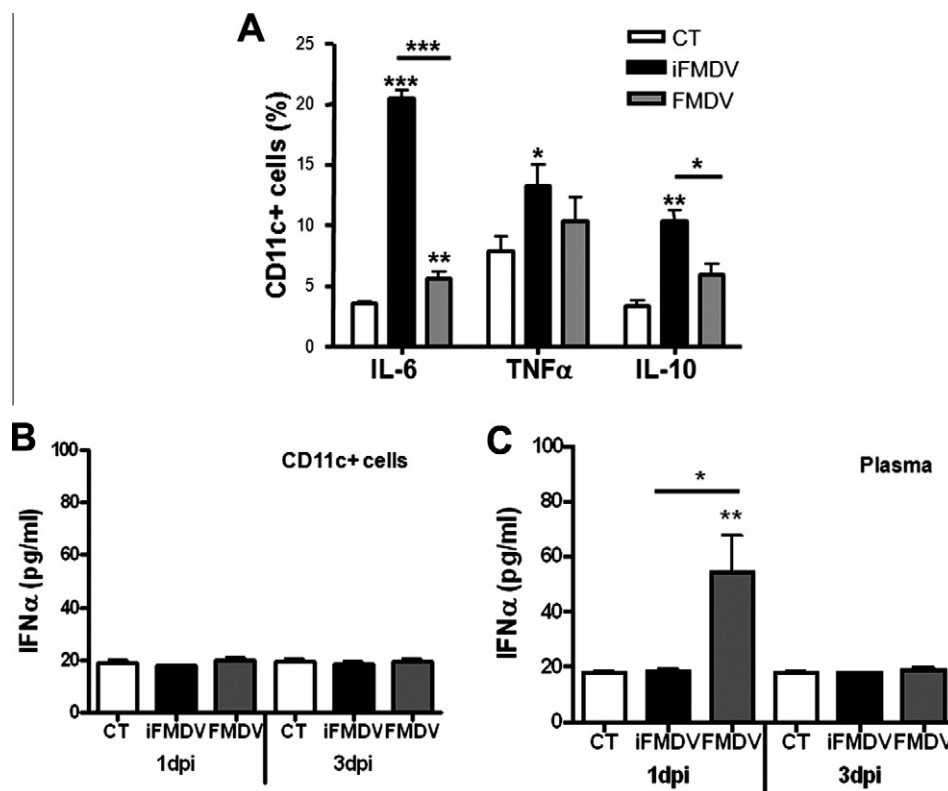 A
CT
iFMDV
FMDV
***
***
**
*
**
*
CD11c+ cells (%)
25
20
15
10
5
0
IL-6 TNFα IL-10
B
CD11c+ cells
IFNα (pg/ml)
100
80
60
40
20
0
CT iFMDV FMDV CT iFMDV FMDV
1dpi 3dpi
C
Plasma
*
**
IFNα (pg/ml)
100
80
60
40
20
0
CT iFMDV FMDV CT iFMDV FMDV
1dpi 3dpi